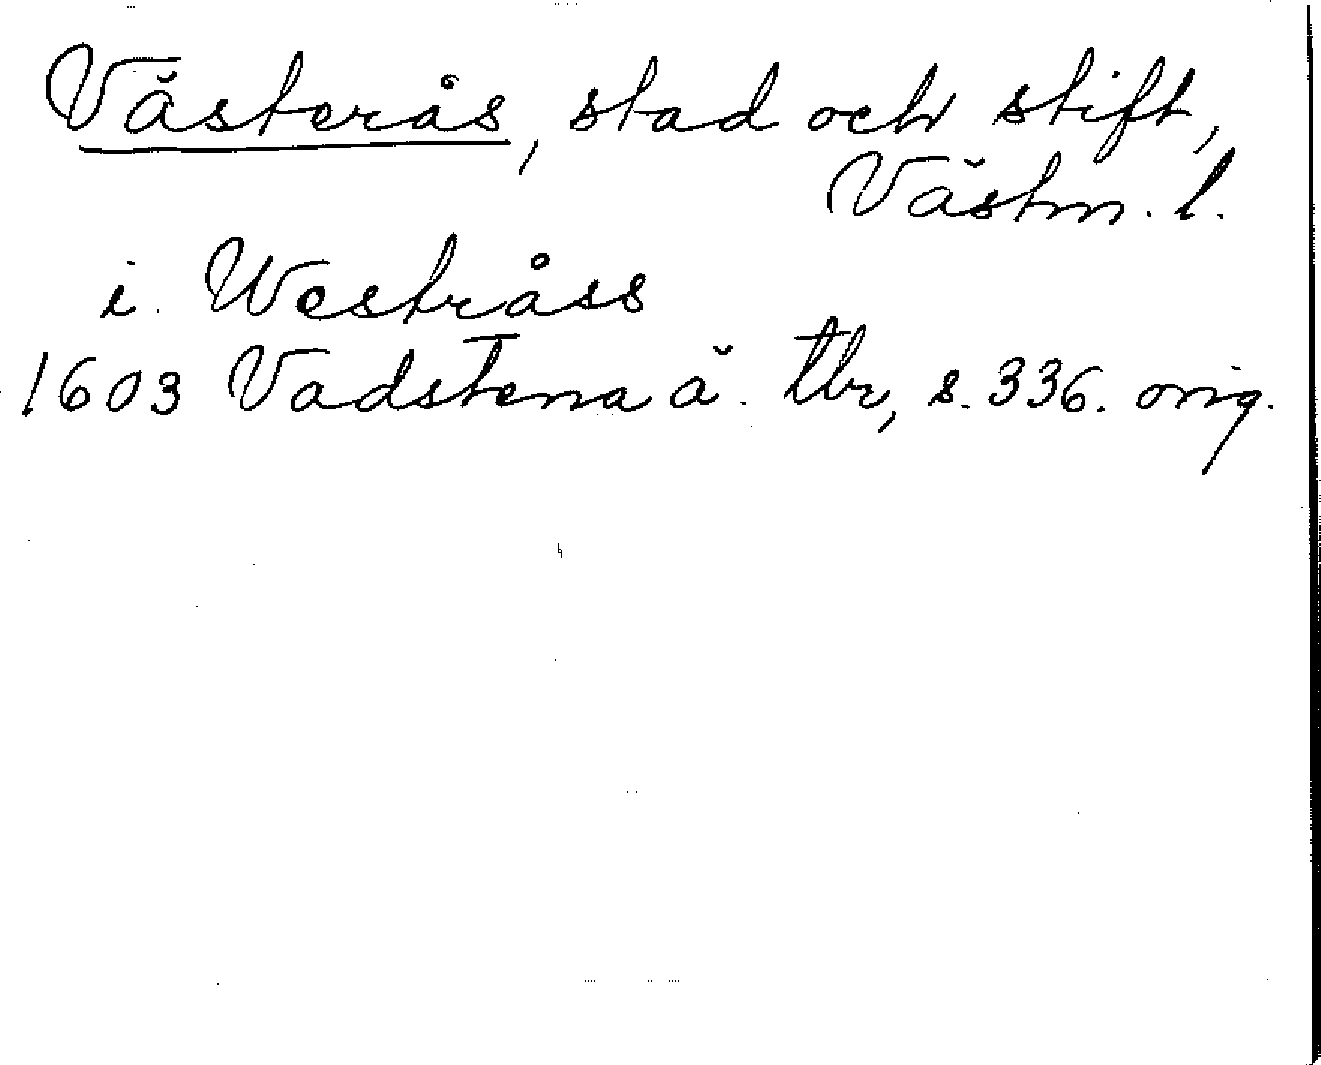 Västerås, stad och stift,
Västm. l.
i. Westråss
1603 Vadstena ä. tbr, s. 336. orig.